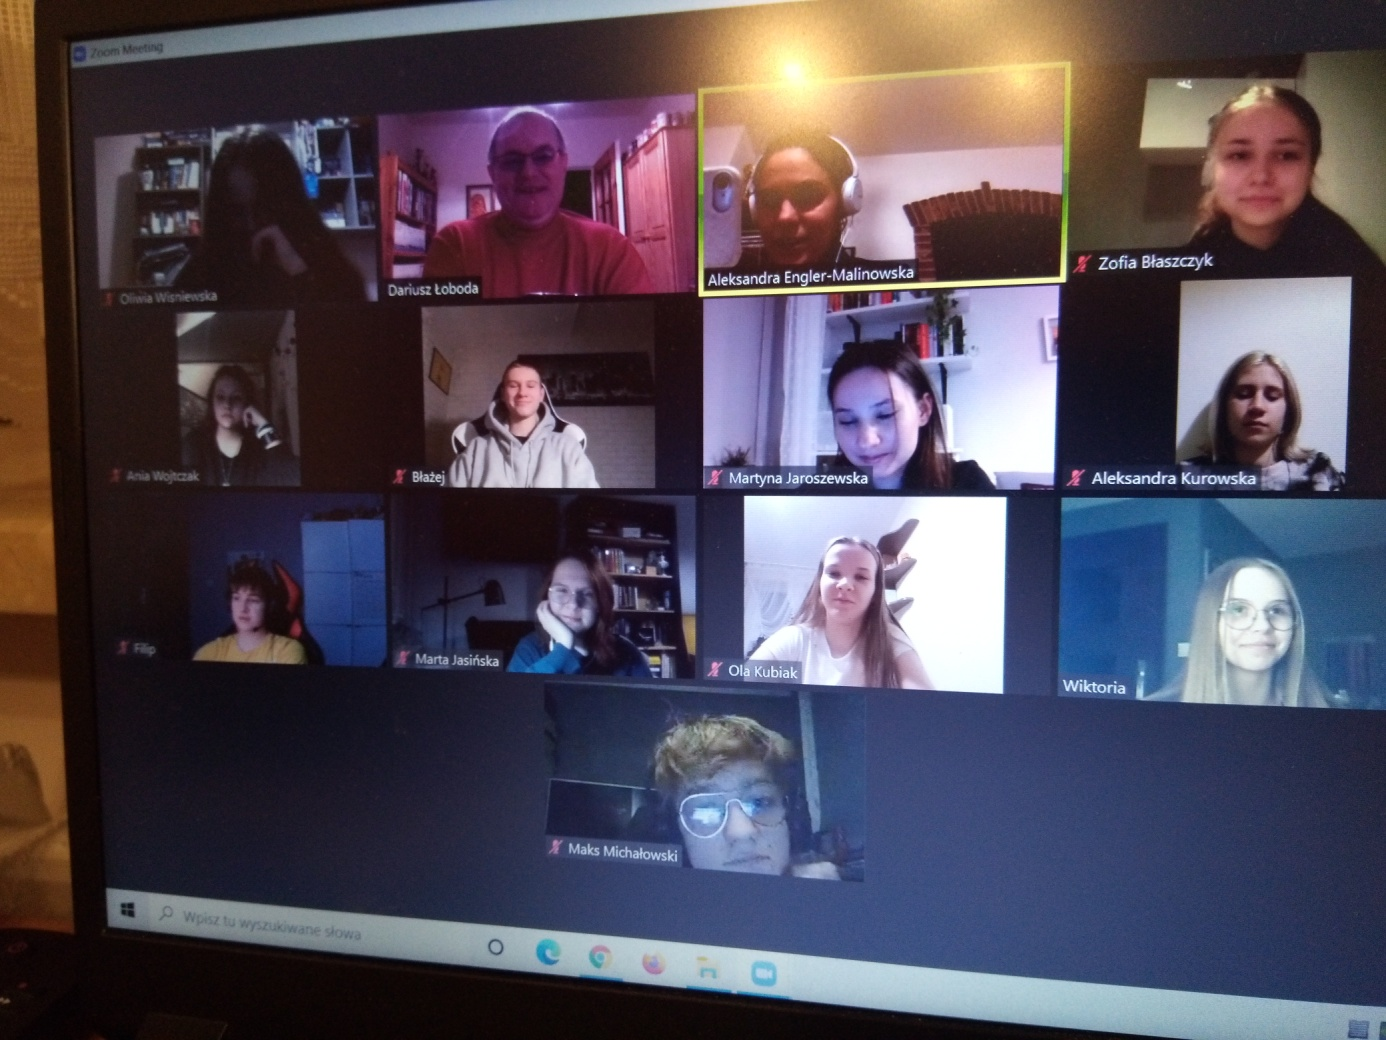 Zoom Meeting
Oliwia Wisniewska
Dariusz Łoboda
Aleksandra Engler-Malinowska
Zofia Błaszczyk
Ania Wojtczak
Błażej
Martyna Jaroszewska
Aleksandra Kurowska
Filip
Marta Jasińska
Ola Kubiak
Wiktoria
Maks Michałowski
Wpisz tu wyszukiwane słowa